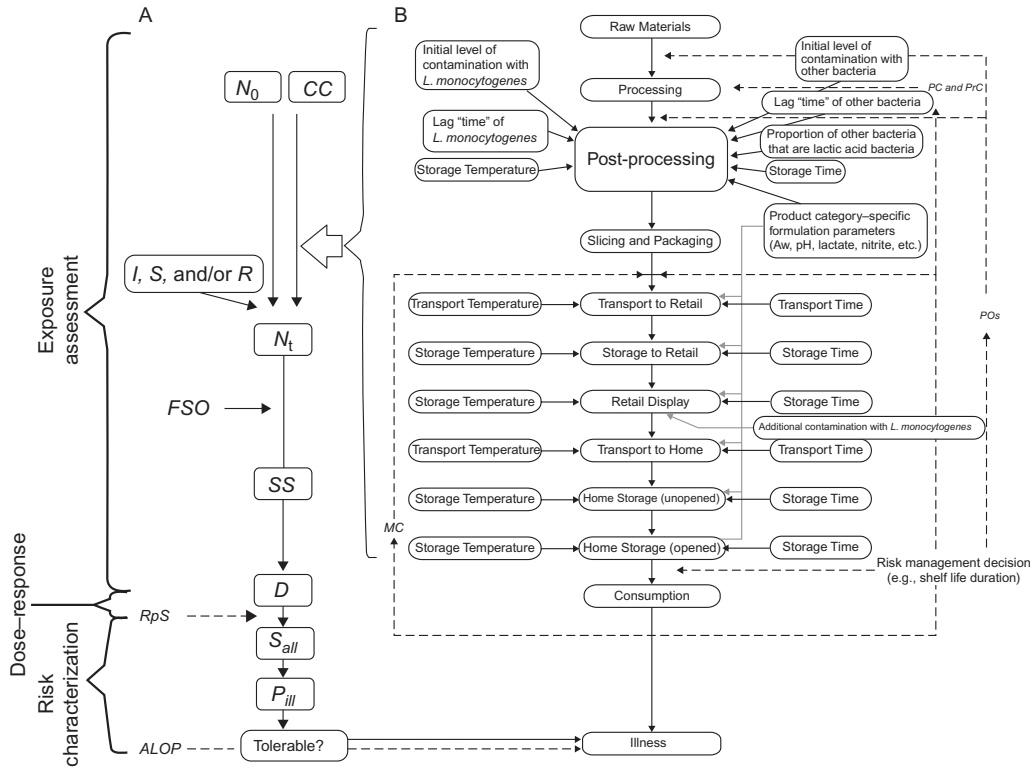 A
B
Exposure
assessment
Dose–response
Risk
characterization
N0
CC
I, S, and/or R
Nt
FSO
SS
D
RpS
Sall
Pill
ALOP
Tolerable?
Raw Materials
Initial level of
contamination with
L. monocytogenes
Initial level of
contamination with
other bacteria
Processing
PC and PrC
Lag “time” of other bacteria
Lag “time” of
L. monocytogenes
Post-processing
Proportion of other bacteria
that are lactic acid bacteria
Storage Temperature
Storage Time
Product category–specific
formulation parameters
(Aw, pH, lactate, nitrite, etc.)
Slicing and Packaging
Transport Temperature
Transport to Retail
Transport Time
POs
Storage Temperature
Storage to Retail
Storage Time
Storage Temperature
Retail Display
Storage Time
Additional contamination with L. monocytogenes
Transport Temperature
Transport to Home
Transport Time
Storage Temperature
Home Storage (unopened)
Storage Time
MC
Storage Temperature
Home Storage (opened)
Storage Time
Risk management decision
(e.g., shelf life duration)
Consumption
Illness